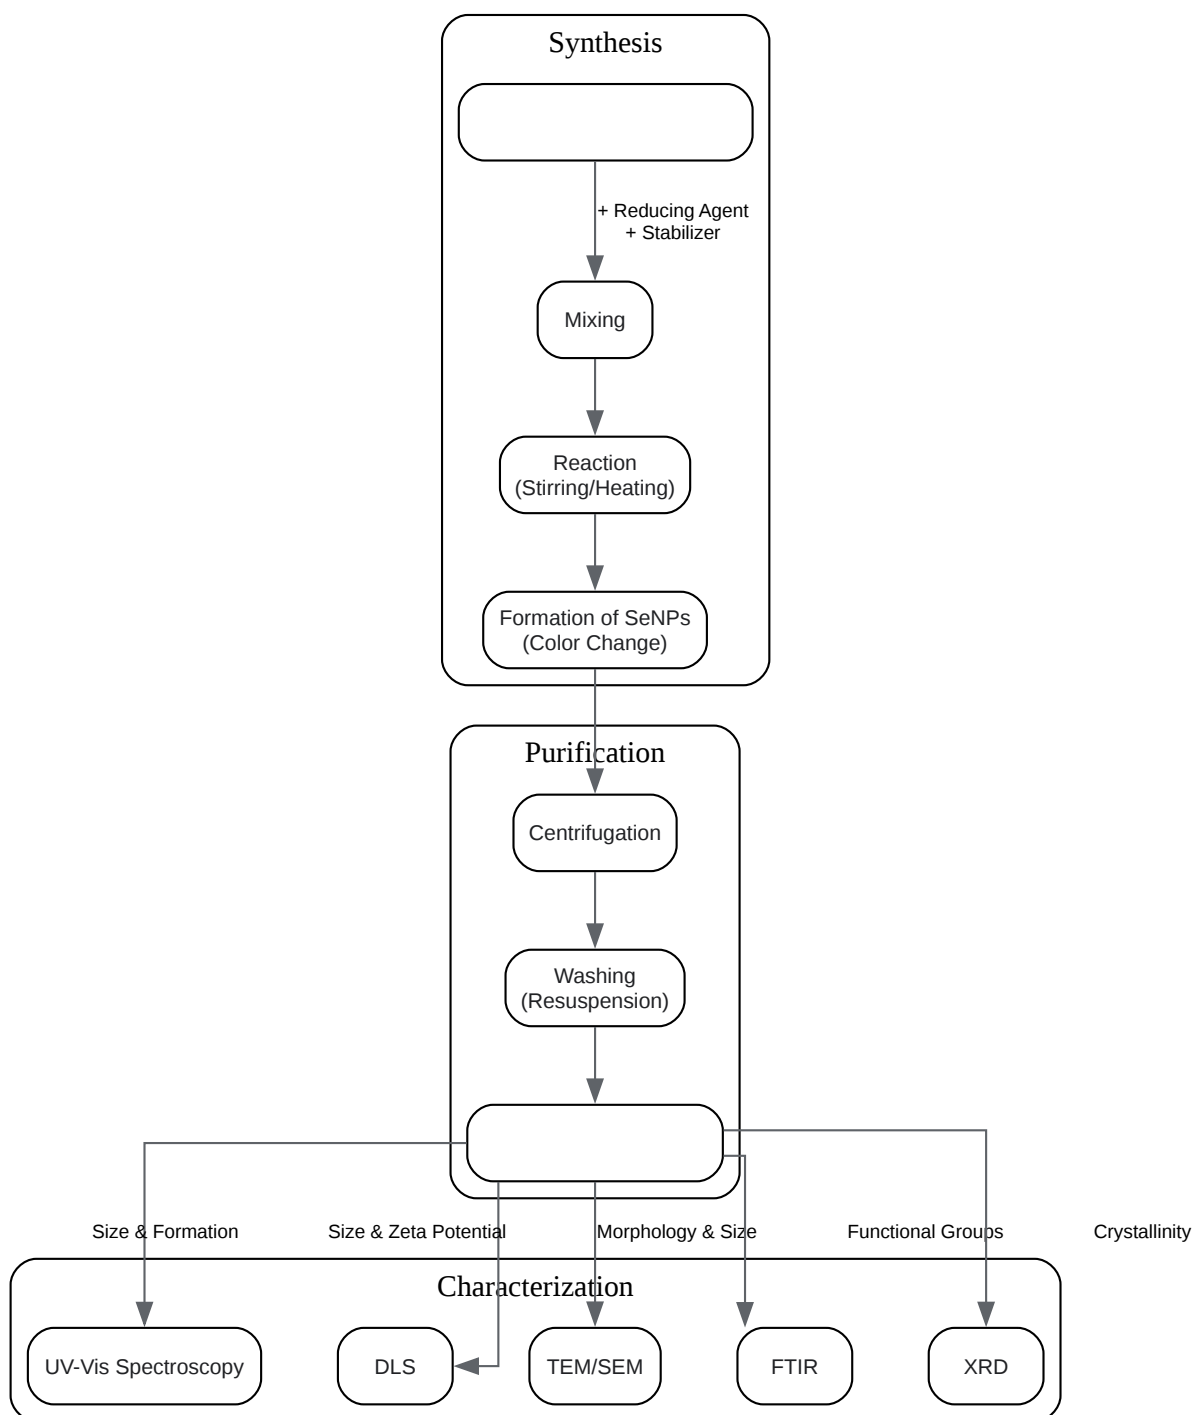 Synthesis
+ Reducing Agent
+ Stabilizer
Mixing
Reaction
(Stirring/Heating)
Formation of SeNPs
(Color Change)
Purification
Centrifugation
Washing
(Resuspension)
Size & Formation
Size & Zeta Potential
Morphology & Size
Functional Groups
Crystallinity
Characterization
UV-Vis Spectroscopy
DLS
TEM/SEM
FTIR
XRD